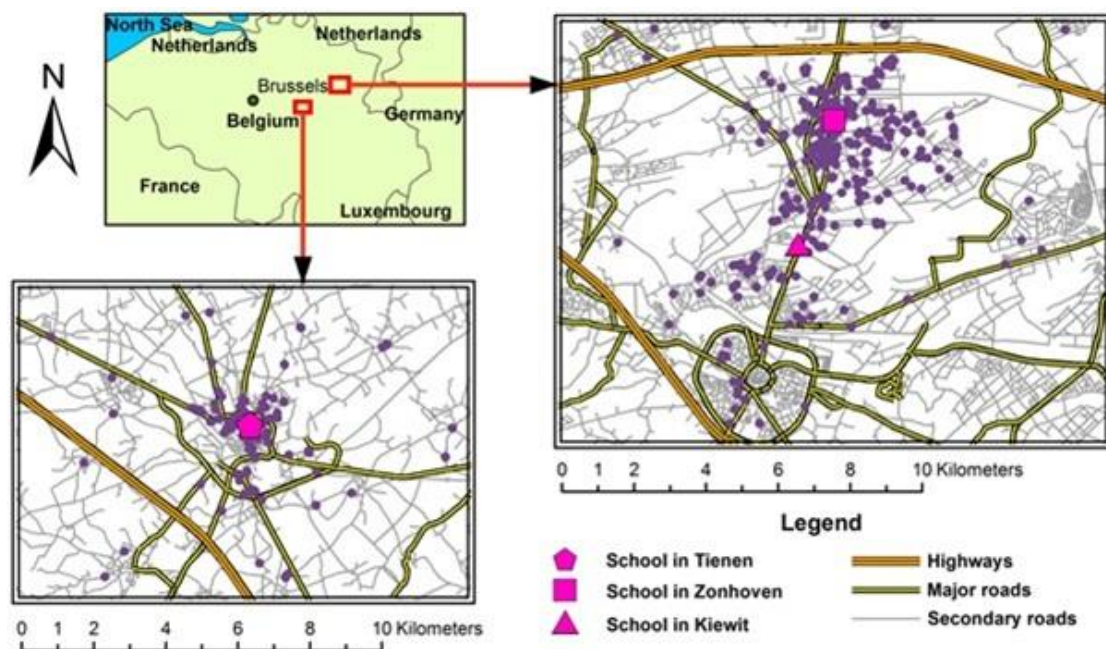 North Sea
Netherlands
Netherlands
N
Brussels
Belgium
Germany
France
Luxembourg
0 1 2 4 6 8 10 Kilometers
0 1 2 4 6 8 10 Kilometers
Legend
School in Tienen
Highways
School in Zonhoven
Major roads
School in Kiewit
Secondary roads